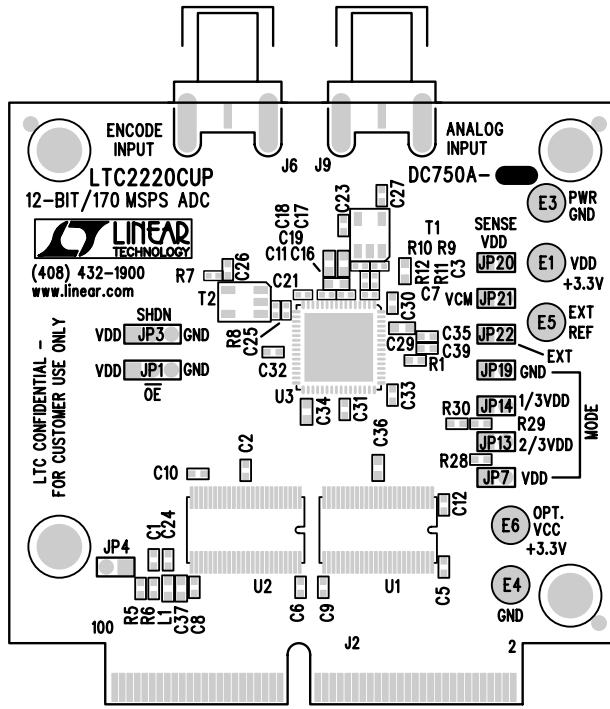 ENCODE
INPUT
J6
J9
ANALOG
INPUT
LTC2220CUP
12-BIT/170 MSPS ADC
DC750A-
LINEAR
TECHNOLOGY
(408) 432-1900
www.linear.com
E3
PWR
GND
C27
C23
C18
C17
C19
C11
C16
T1
R10
R9
R12
R11
C3
C7
SENSE
VDD
JP20
E1
VDD
+3.3V
R7
C26
C21
T2
C30
VCM
JP21
E5
EXT
REF
SHDN
VDD
JP3
GND
R8
C25
C29
C35
C39
JP22
EXT
VDD
JP1
GND
OE
C32
R1
JP19
GND
U3
C34
C31
C33
JP14
1/3VDD
R30
R29
MODE
LTC CONFIDENTIAL -
FOR CUSTOMER USE ONLY
JP13
2/3VDD
C2
C36
R28
C10
JP7
VDD
C12
JP4
C1
C24
E6
OPT.
VCC
+3.3V
U2
U1
C5
R5
R6
L1
C37
C8
C6
C9
E4
GND
100
J2
2